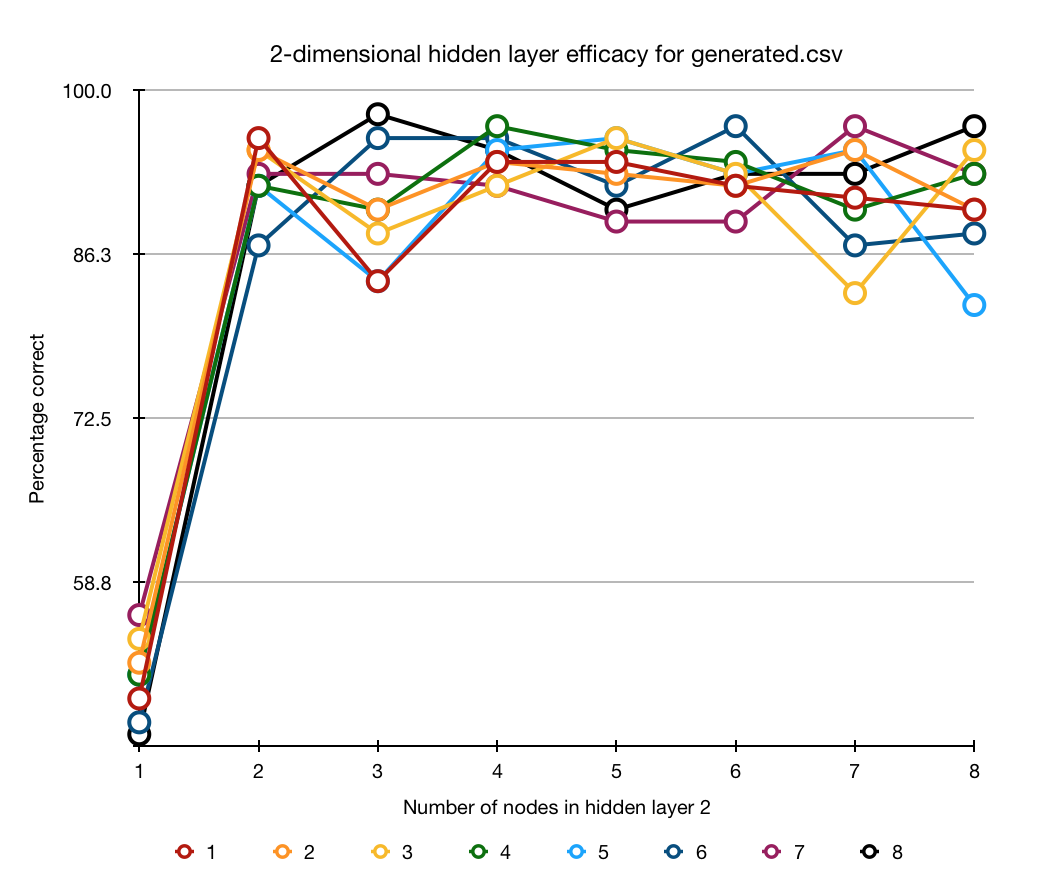 2-dimensional hidden layer efficacy for generated.csv
100.0
86.3
72.5
58.8
Percentage correct
1 2 3 4 5 6 7 8
Number of nodes in hidden layer 2
1 2 3 4 5 6 7 8